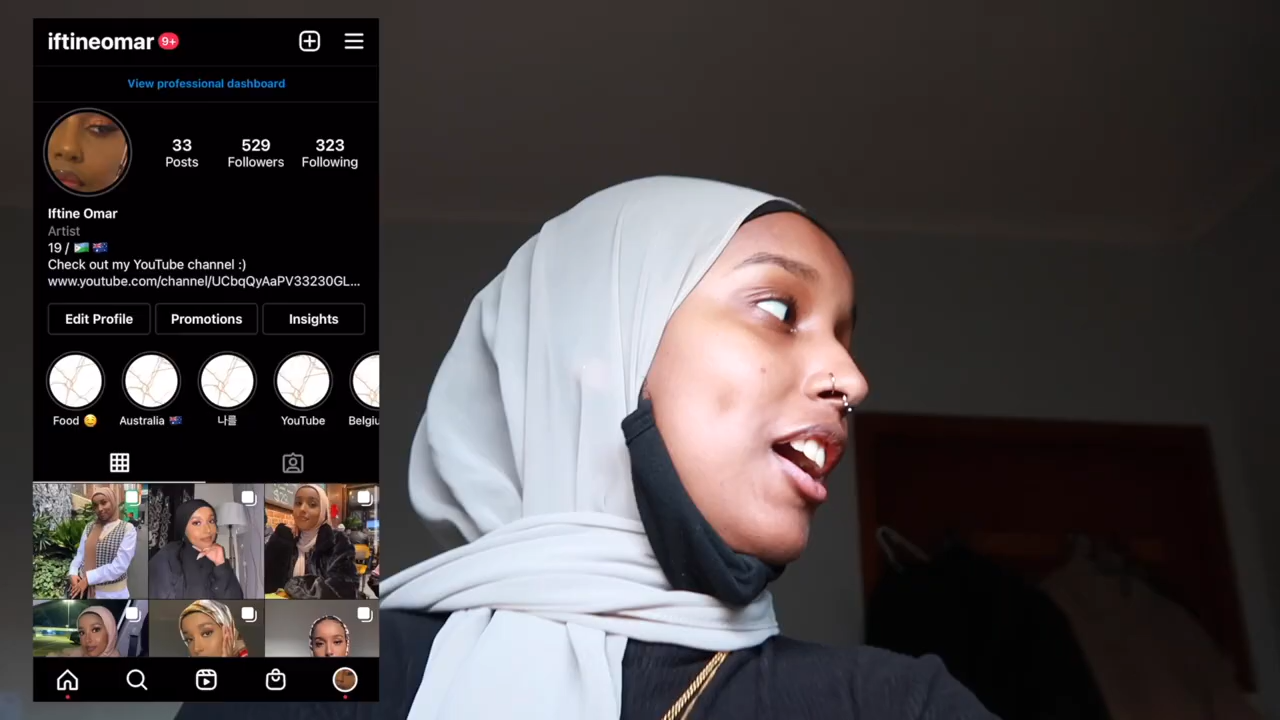 iftineomar 9+
View professional dashboard
33 529 323
Posts Followers Following
Iftine Omar
Artist
19 / 🇩🇯 🇦🇺
Check out my YouTube channel :)
www.youtube.com/channel/UCbqQyAaPV33230GL...
Edit Profile Promotions Insights
Food 😋 Australia 🇦🇺 나를 YouTube Belgiu